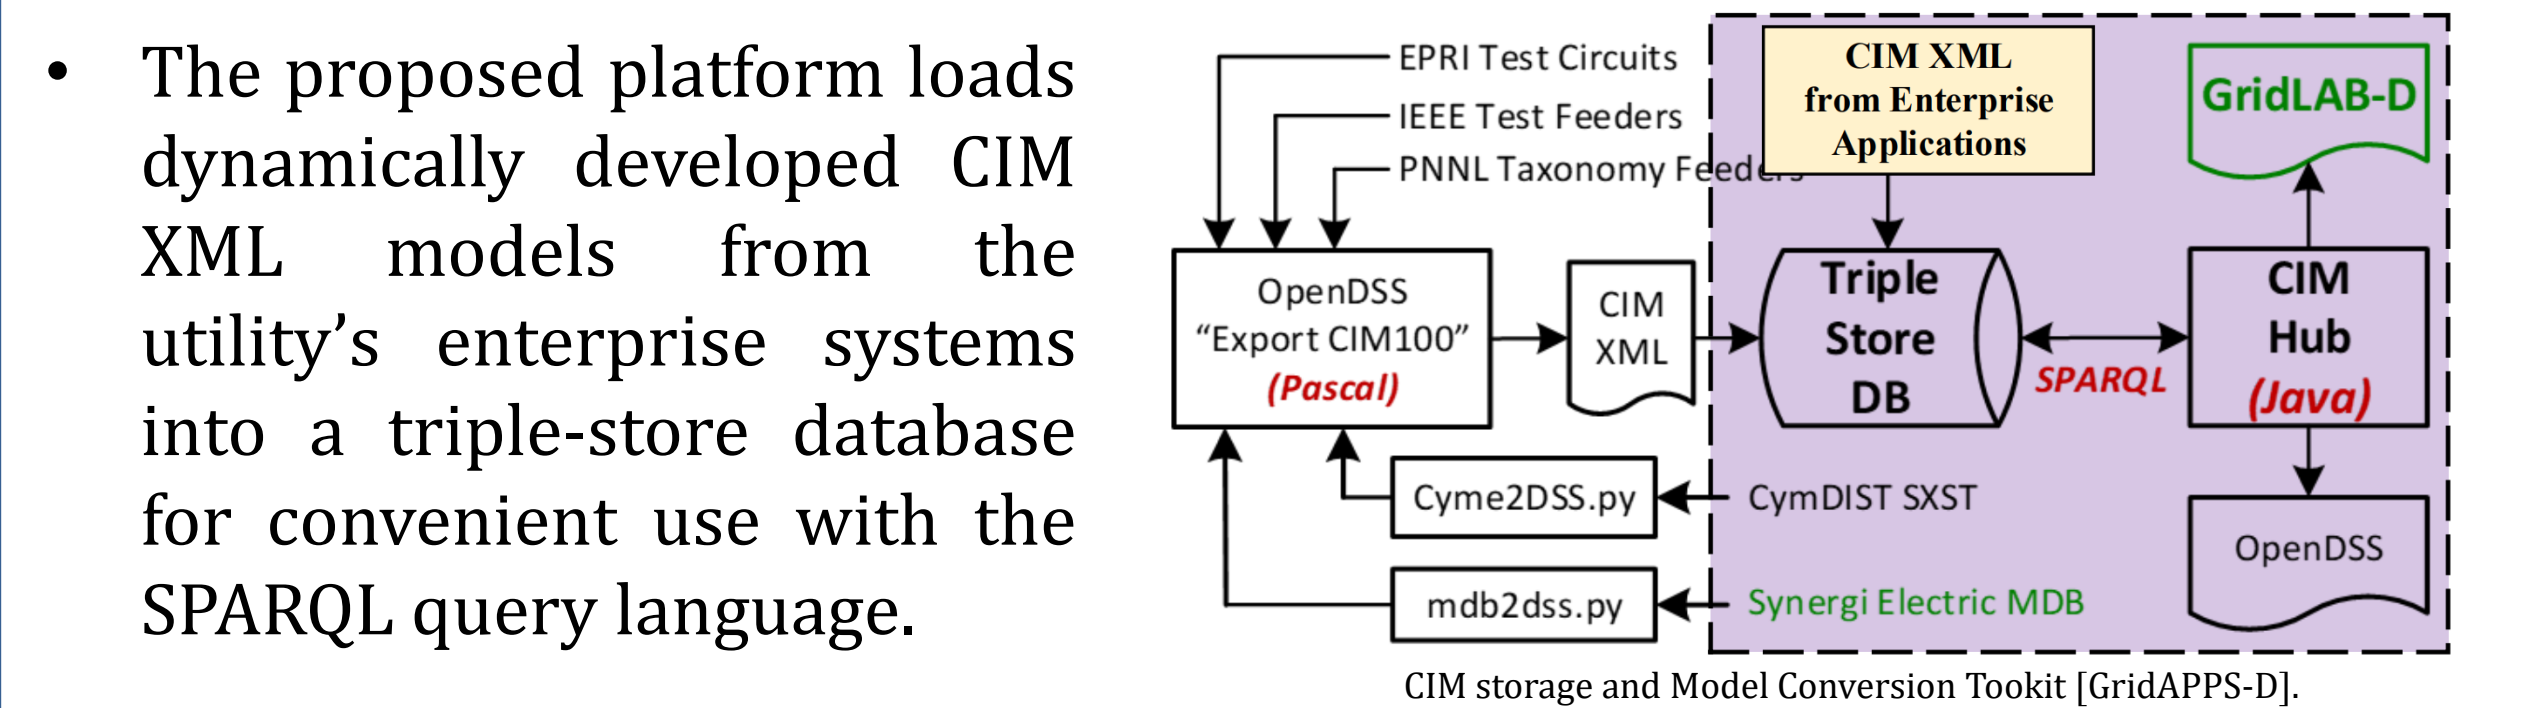 • The proposed platform loads
dynamically developed CIM
XML models from the
utility’s enterprise systems
into a triple-store database
for convenient use with the
SPARQL query language.
EPRI Test Circuits
IEEE Test Feeders
PNNL Taxonomy Feeders
CIM XML
from Enterprise
Applications
GridLAB-D
OpenDSS
“Export CIM100”
(Pascal)
CIM
XML
Triple
Store
DB
SPARQL
CIM
Hub
(Java)
Cyme2DSS.py
CymDIST SXST
OpenDSS
mdb2dss.py
Synergi Electric MDB
CIM storage and Model Conversion Tookit [GridAPPS-D].